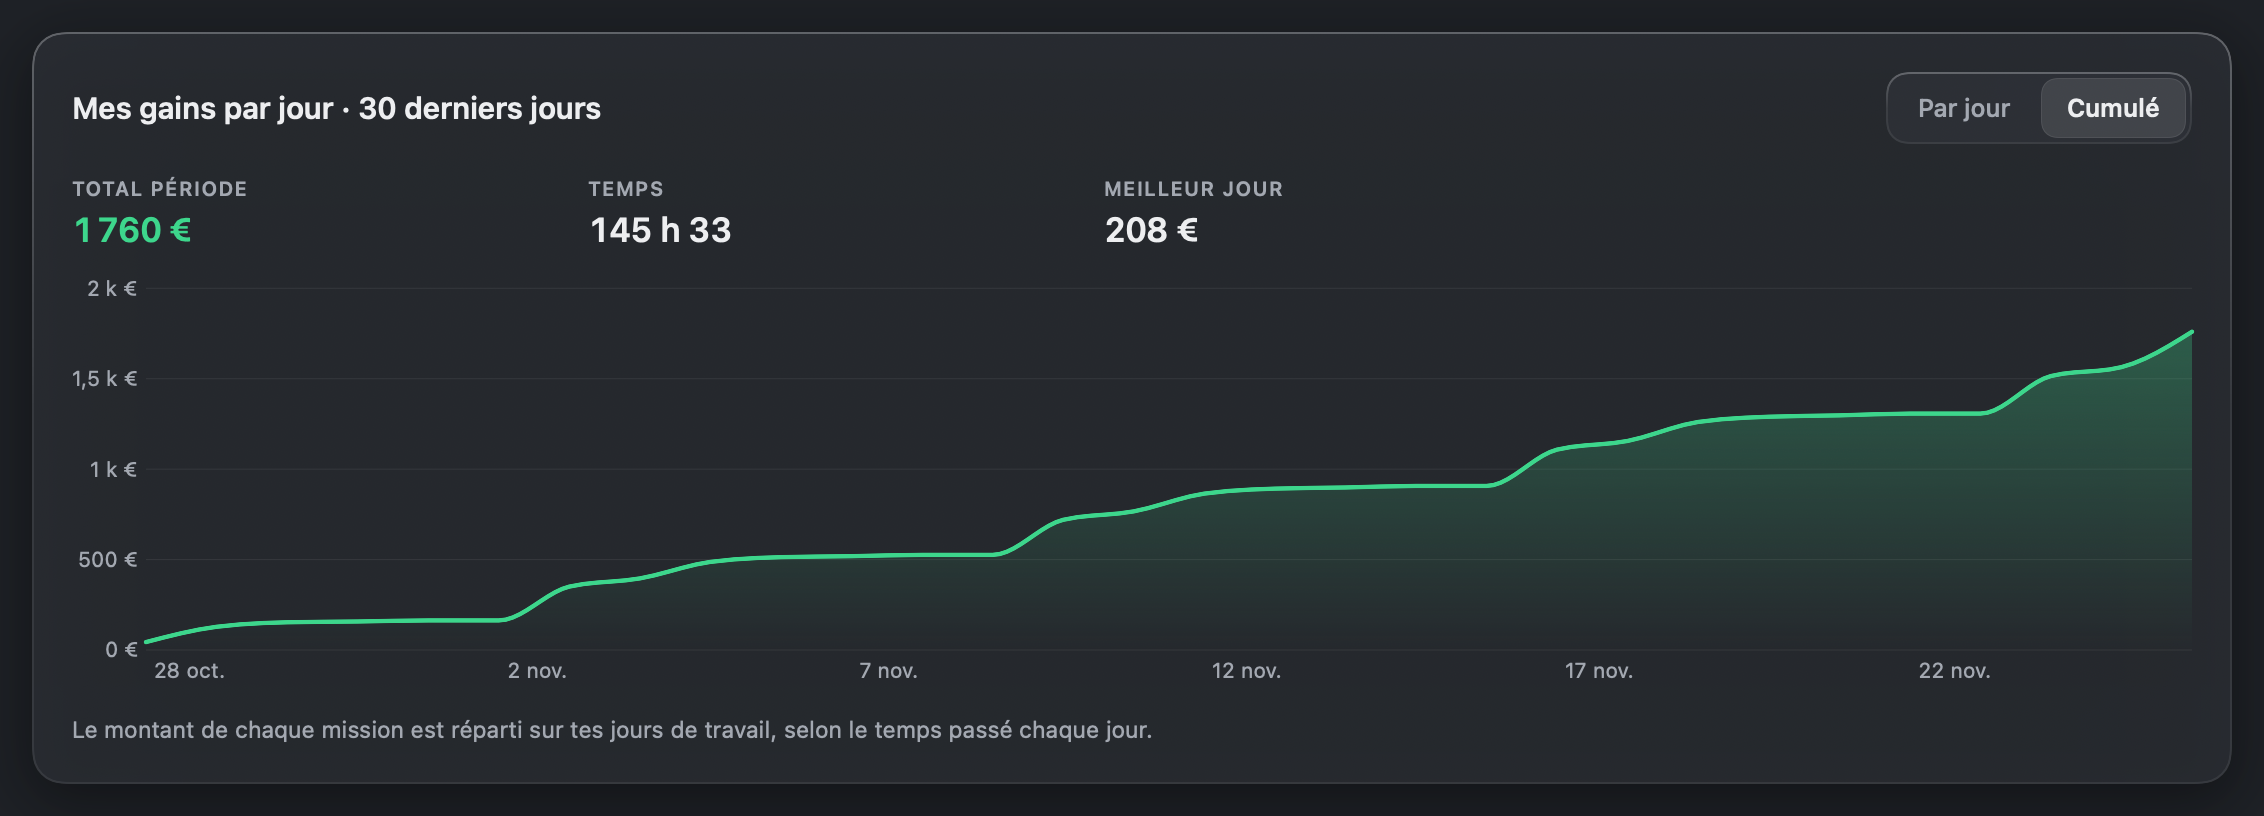 Mes gains par jour · 30 derniers jours
Par jour
Cumulé
TOTAL PÉRIODE
1 760 €
TEMPS
145 h 33
MEILLEUR JOUR
208 €
2 k €
1,5 k €
1 k €
500 €
0 €
28 oct.
2 nov.
7 nov.
12 nov.
17 nov.
22 nov.
Le montant de chaque mission est réparti sur tes jours de travail, selon le temps passé chaque jour.